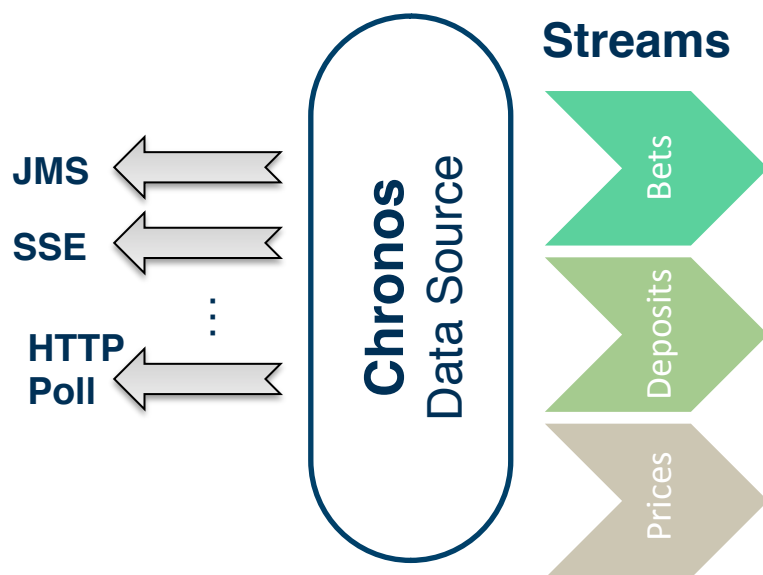 Streams
JMS
SSE
⋮
HTTP
Poll
Chronos
Data Source
Bets
Deposits
Prices